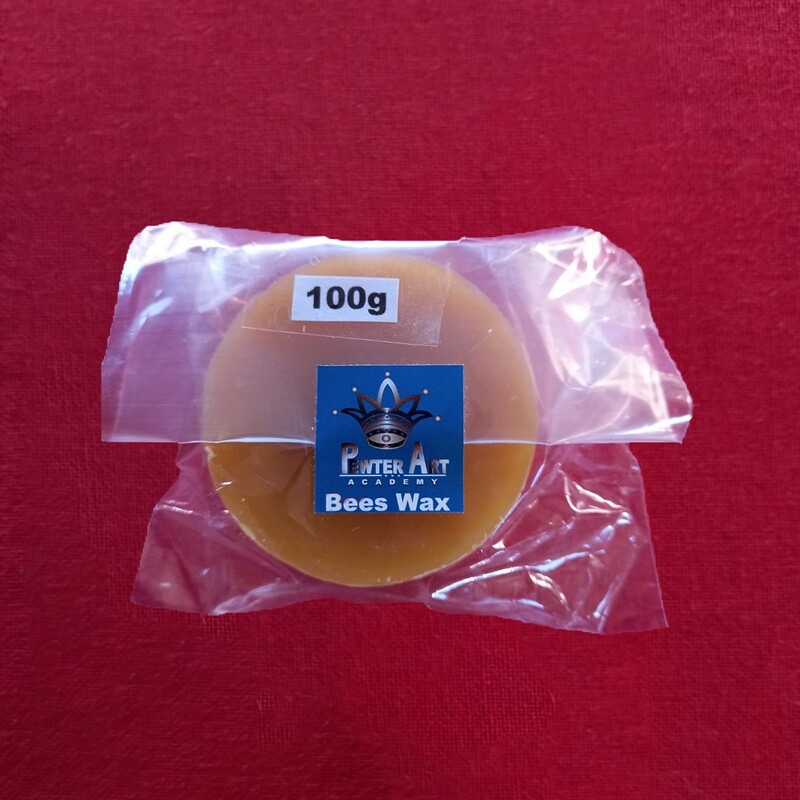 100g
PEWTER ART
ACADEMY
Bees Wax